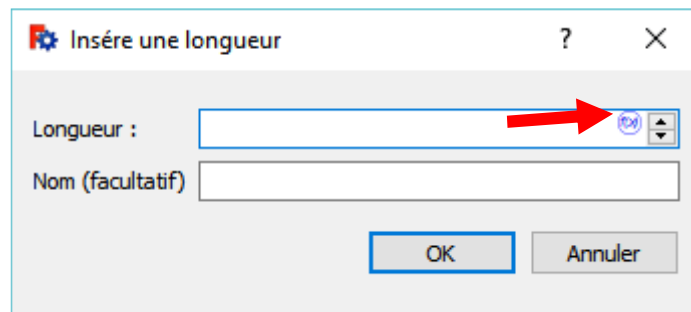 Insére une longueur ?
Longueur :
f(x)
Nom (facultatif)
OK Annuler